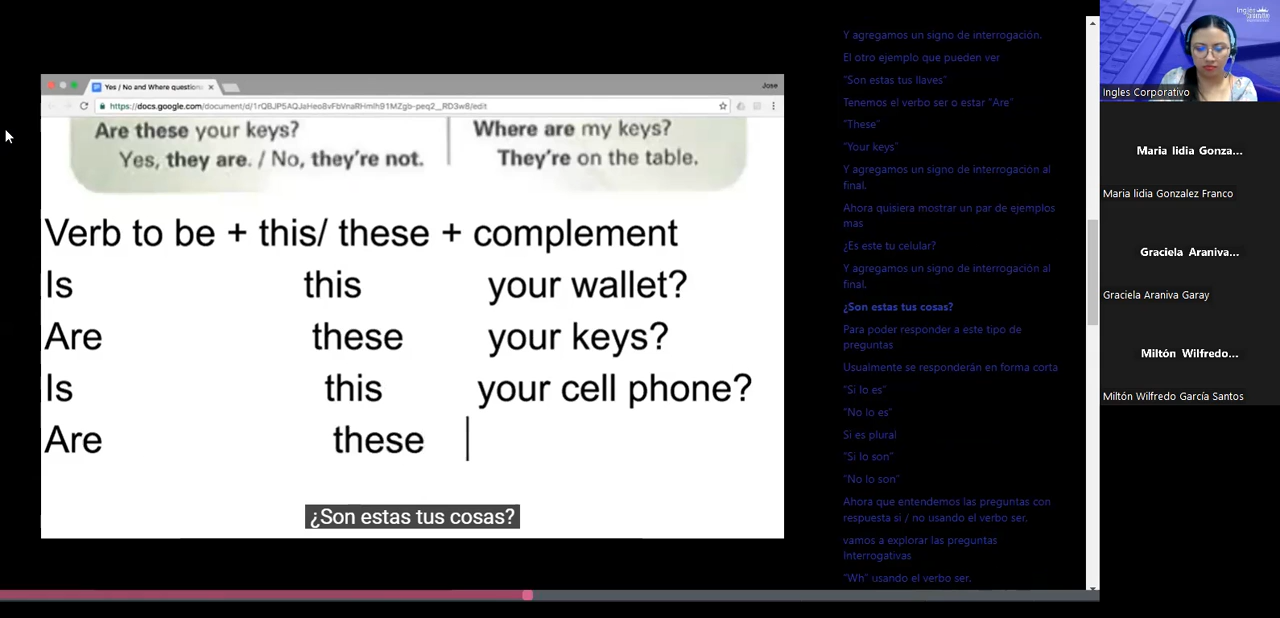 Yes / No and Where question
Jose
https://docs.google.com/document/d/1rQBJP5AQJaHeo8vFbVnaRHmlh91MZgb-peq2__RD3w8/edit
Are these your keys?
Yes, they are. / No, they're not.
Where are my keys?
They're on the table.
Verb to be + this/ these + complement
Is this your wallet?
Are these your keys?
Is this your cell phone?
Are these
¿Son estas tus cosas?
Y agregamos un signo de interrogación.
El otro ejemplo que pueden ver
"Son estas tus llaves"
Tenemos el verbo ser o estar "Are"
"These"
"Your keys"
Y agregamos un signo de interrogación al
final.
Ahora quisiera mostrar un par de ejemplos
mas
¿Es este tu celular?
Y agregamos un signo de interrogación al
final.
¿Son estas tus cosas?
Para poder responder a este tipo de
preguntas
Usualmente se responderán en forma corta
"Si lo es"
"No lo es"
Si es plural
"Si lo son"
"No lo son"
Ahora que entendemos las preguntas con
respuesta si / no usando el verbo ser.
vamos a explorar las preguntas
Interrogativas
"Wh" usando el verbo ser.
Ingles Corporativo
Maria lidia Gonza...
Maria lidia Gonzalez Franco
Graciela Araniva...
Graciela Araniva Garay
Miltón Wilfredo...
Miltón Wilfredo García Santos